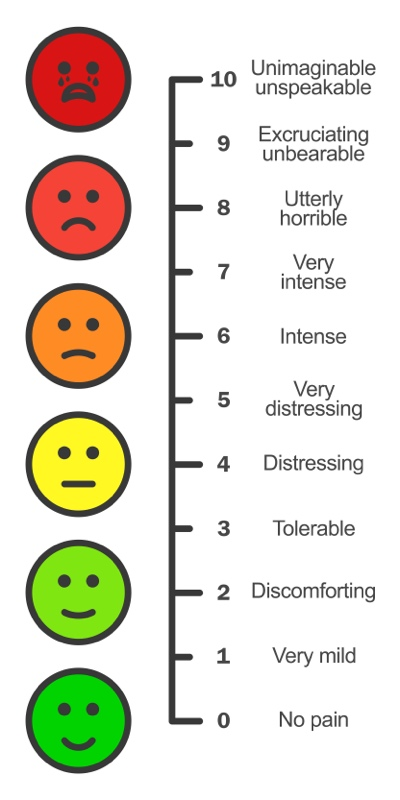 10 Unimaginable
unspeakable
9 Excruciating
unbearable
8 Utterly
horrible
7 Very
intense
6 Intense
5 Very
distressing
4 Distressing
3 Tolerable
2 Discomforting
1 Very mild
0 No pain